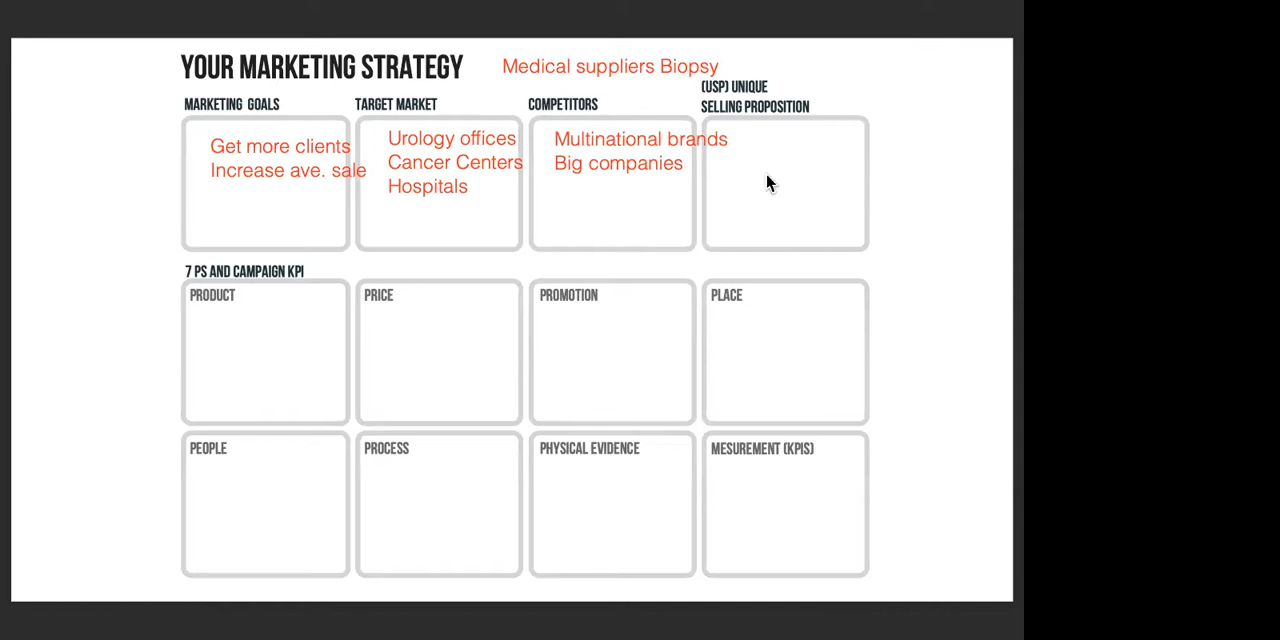 YOUR MARKETING STRATEGY
Medical suppliers Biopsy
MARKETING GOALS
TARGET MARKET
COMPETITORS
(USP) UNIQUE
SELLING PROPOSITION
Get more clients
Increase ave. sale
Urology offices
Cancer Centers
Hospitals
Multinational brands
Big companies
7 PS AND CAMPAIGN KPI
PRODUCT
PRICE
PROMOTION
PLACE
PEOPLE
PROCESS
PHYSICAL EVIDENCE
MESUREMENT (KPIS)